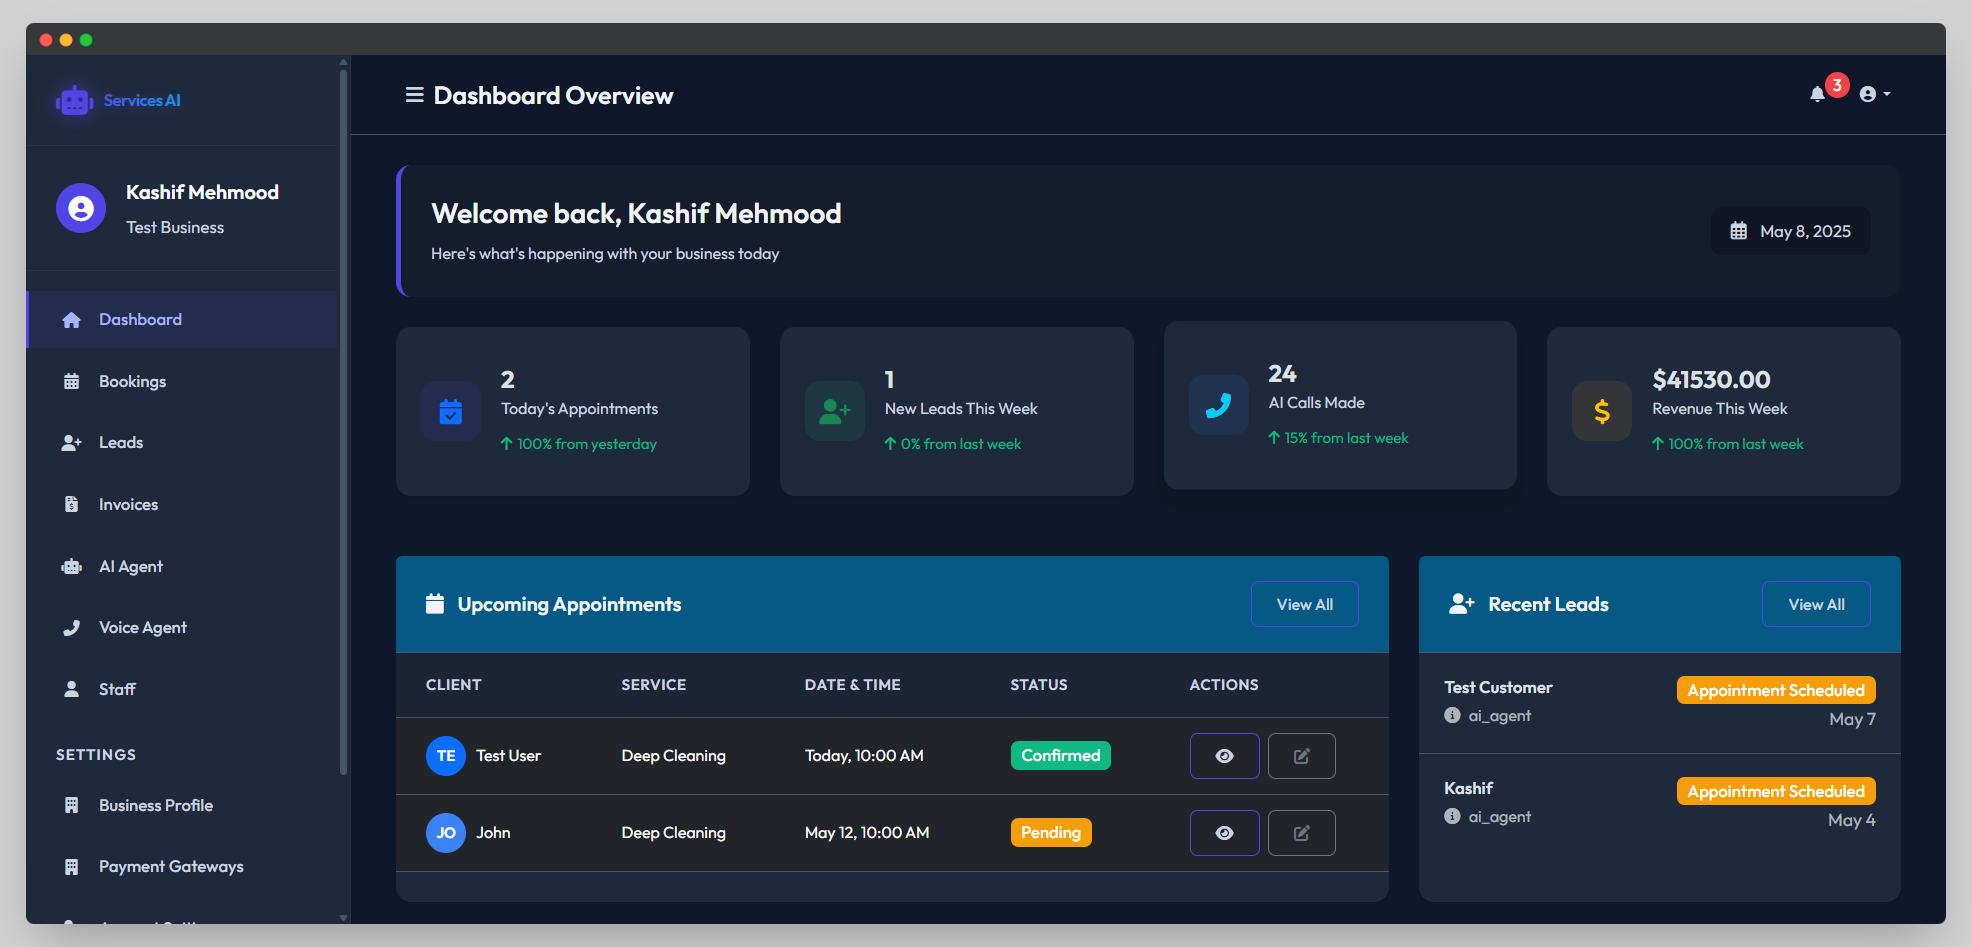 Services AI
Kashif Mehmood
Test Business
Dashboard
Bookings
Leads
Invoices
AI Agent
Voice Agent
Staff
SETTINGS
Business Profile
Payment Gateways
Dashboard Overview
3
Welcome back, Kashif Mehmood
Here's what's happening with your business today
May 8, 2025
2
Today's Appointments
100% from yesterday
1
New Leads This Week
0% from last week
24
AI Calls Made
15% from last week
$41530.00
Revenue This Week
100% from last week
Upcoming Appointments
View All
CLIENT SERVICE DATE & TIME STATUS ACTIONS
TE Test User Deep Cleaning Today, 10:00 AM Confirmed
JO John Deep Cleaning May 12, 10:00 AM Pending
Recent Leads
View All
Test Customer Appointment Scheduled
ai_agent May 7
Kashif Appointment Scheduled
ai_agent May 4